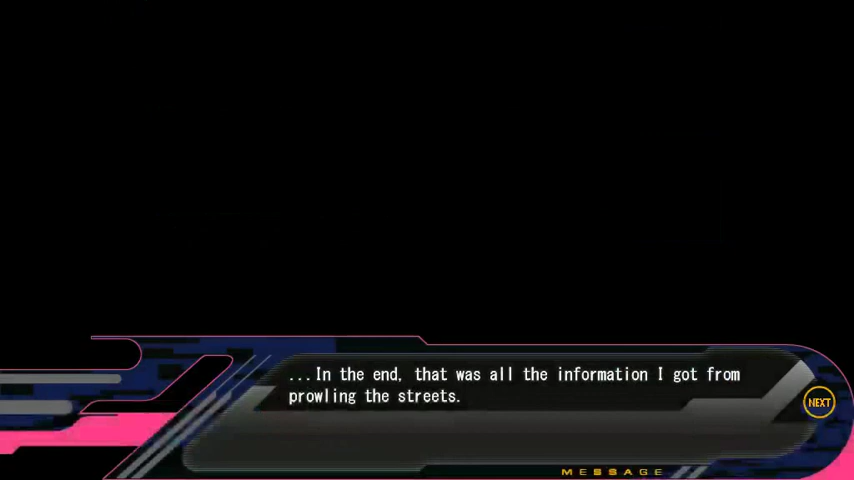 ...In the end, that was all the information I got from
prowling the streets.
NEXT
MESSAGE